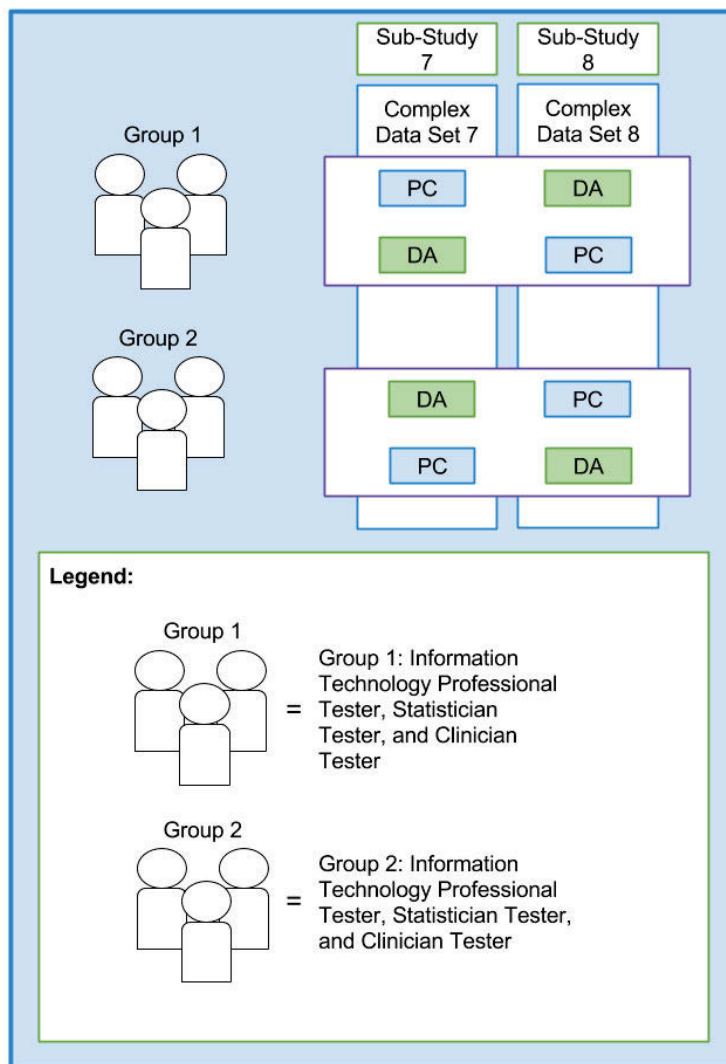 Sub-Study
7
Sub-Study
8
Complex
Data Set 7
Complex
Data Set 8
Group 1
PC
DA
DA
PC
Group 2
DA
PC
PC
DA
Legend:
Group 1
=
Group 1: Information
Technology Professional
Tester, Statistician
Tester, and Clinician
Tester
Group 2
=
Group 2: Information
Technology Professional
Tester, Statistician Tester,
and Clinician Tester